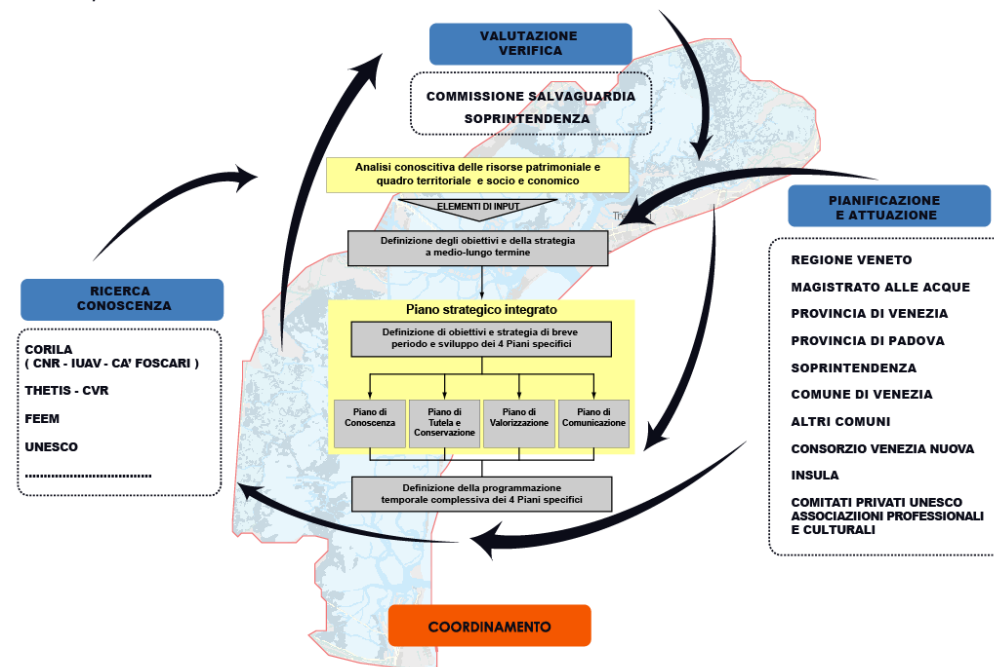 VALUTAZIONE
VERIFICA
COMMISSIONE SALVAGUARDIA
SOPRINTENDENZA
Analisi conoscitiva delle risorse patrimoniale e
quadro territoriale e socio e conomico
ELEMENTI DI INPUT
Definizione degli obiettivi e della strategia
a medio-lungo termine
Piano strategico integrato
Definizione di obiettivi e strategia di breve
periodo e sviluppo dei 4 Piani specifici
Piano di
Conoscenza
Piano di
Tutela e
Conservazione
Piano di
Valorizzazione
Piano di
Comunicazione
Definizione della programmazione
temporale complessiva dei 4 Piani specifici
RICERCA
CONOSCENZA
CORILA
( CNR - IUAV - CA' FOSCARI )
THETIS - CVR
FEEM
UNESCO
................................
PIANIFICAZIONE
E ATTUAZIONE
REGIONE VENETO
MAGISTRATO ALLE ACQUE
PROVINCIA DI VENEZIA
PROVINCIA DI PADOVA
SOPRINTENDENZA
COMUNE DI VENEZIA
ALTRI COMUNI
CONSORZIO VENEZIA NUOVA
INSULA
COMITATI PRIVATI UNESCO
ASSOCIAZIIONI PROFESSIONALI
E CULTURALI
COORDINAMENTO